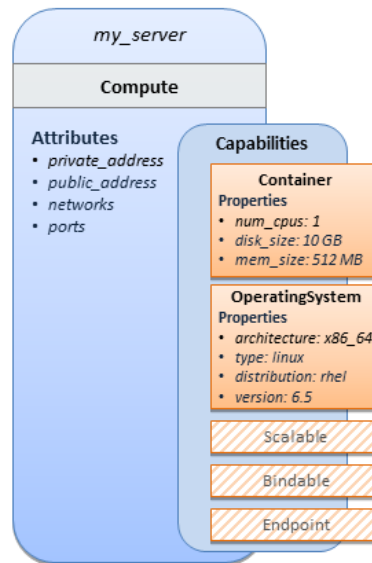 my_server
Compute
Attributes
• private_address
• public_address
• networks
• ports
Capabilities
Container
Properties
• num_cpus: 1
• disk_size: 10 GB
• mem_size: 512 MB
OperatingSystem
Properties
• architecture: x86_64
• type: linux
• distribution: rhel
• version: 6.5
Scalable
Bindable
Endpoint